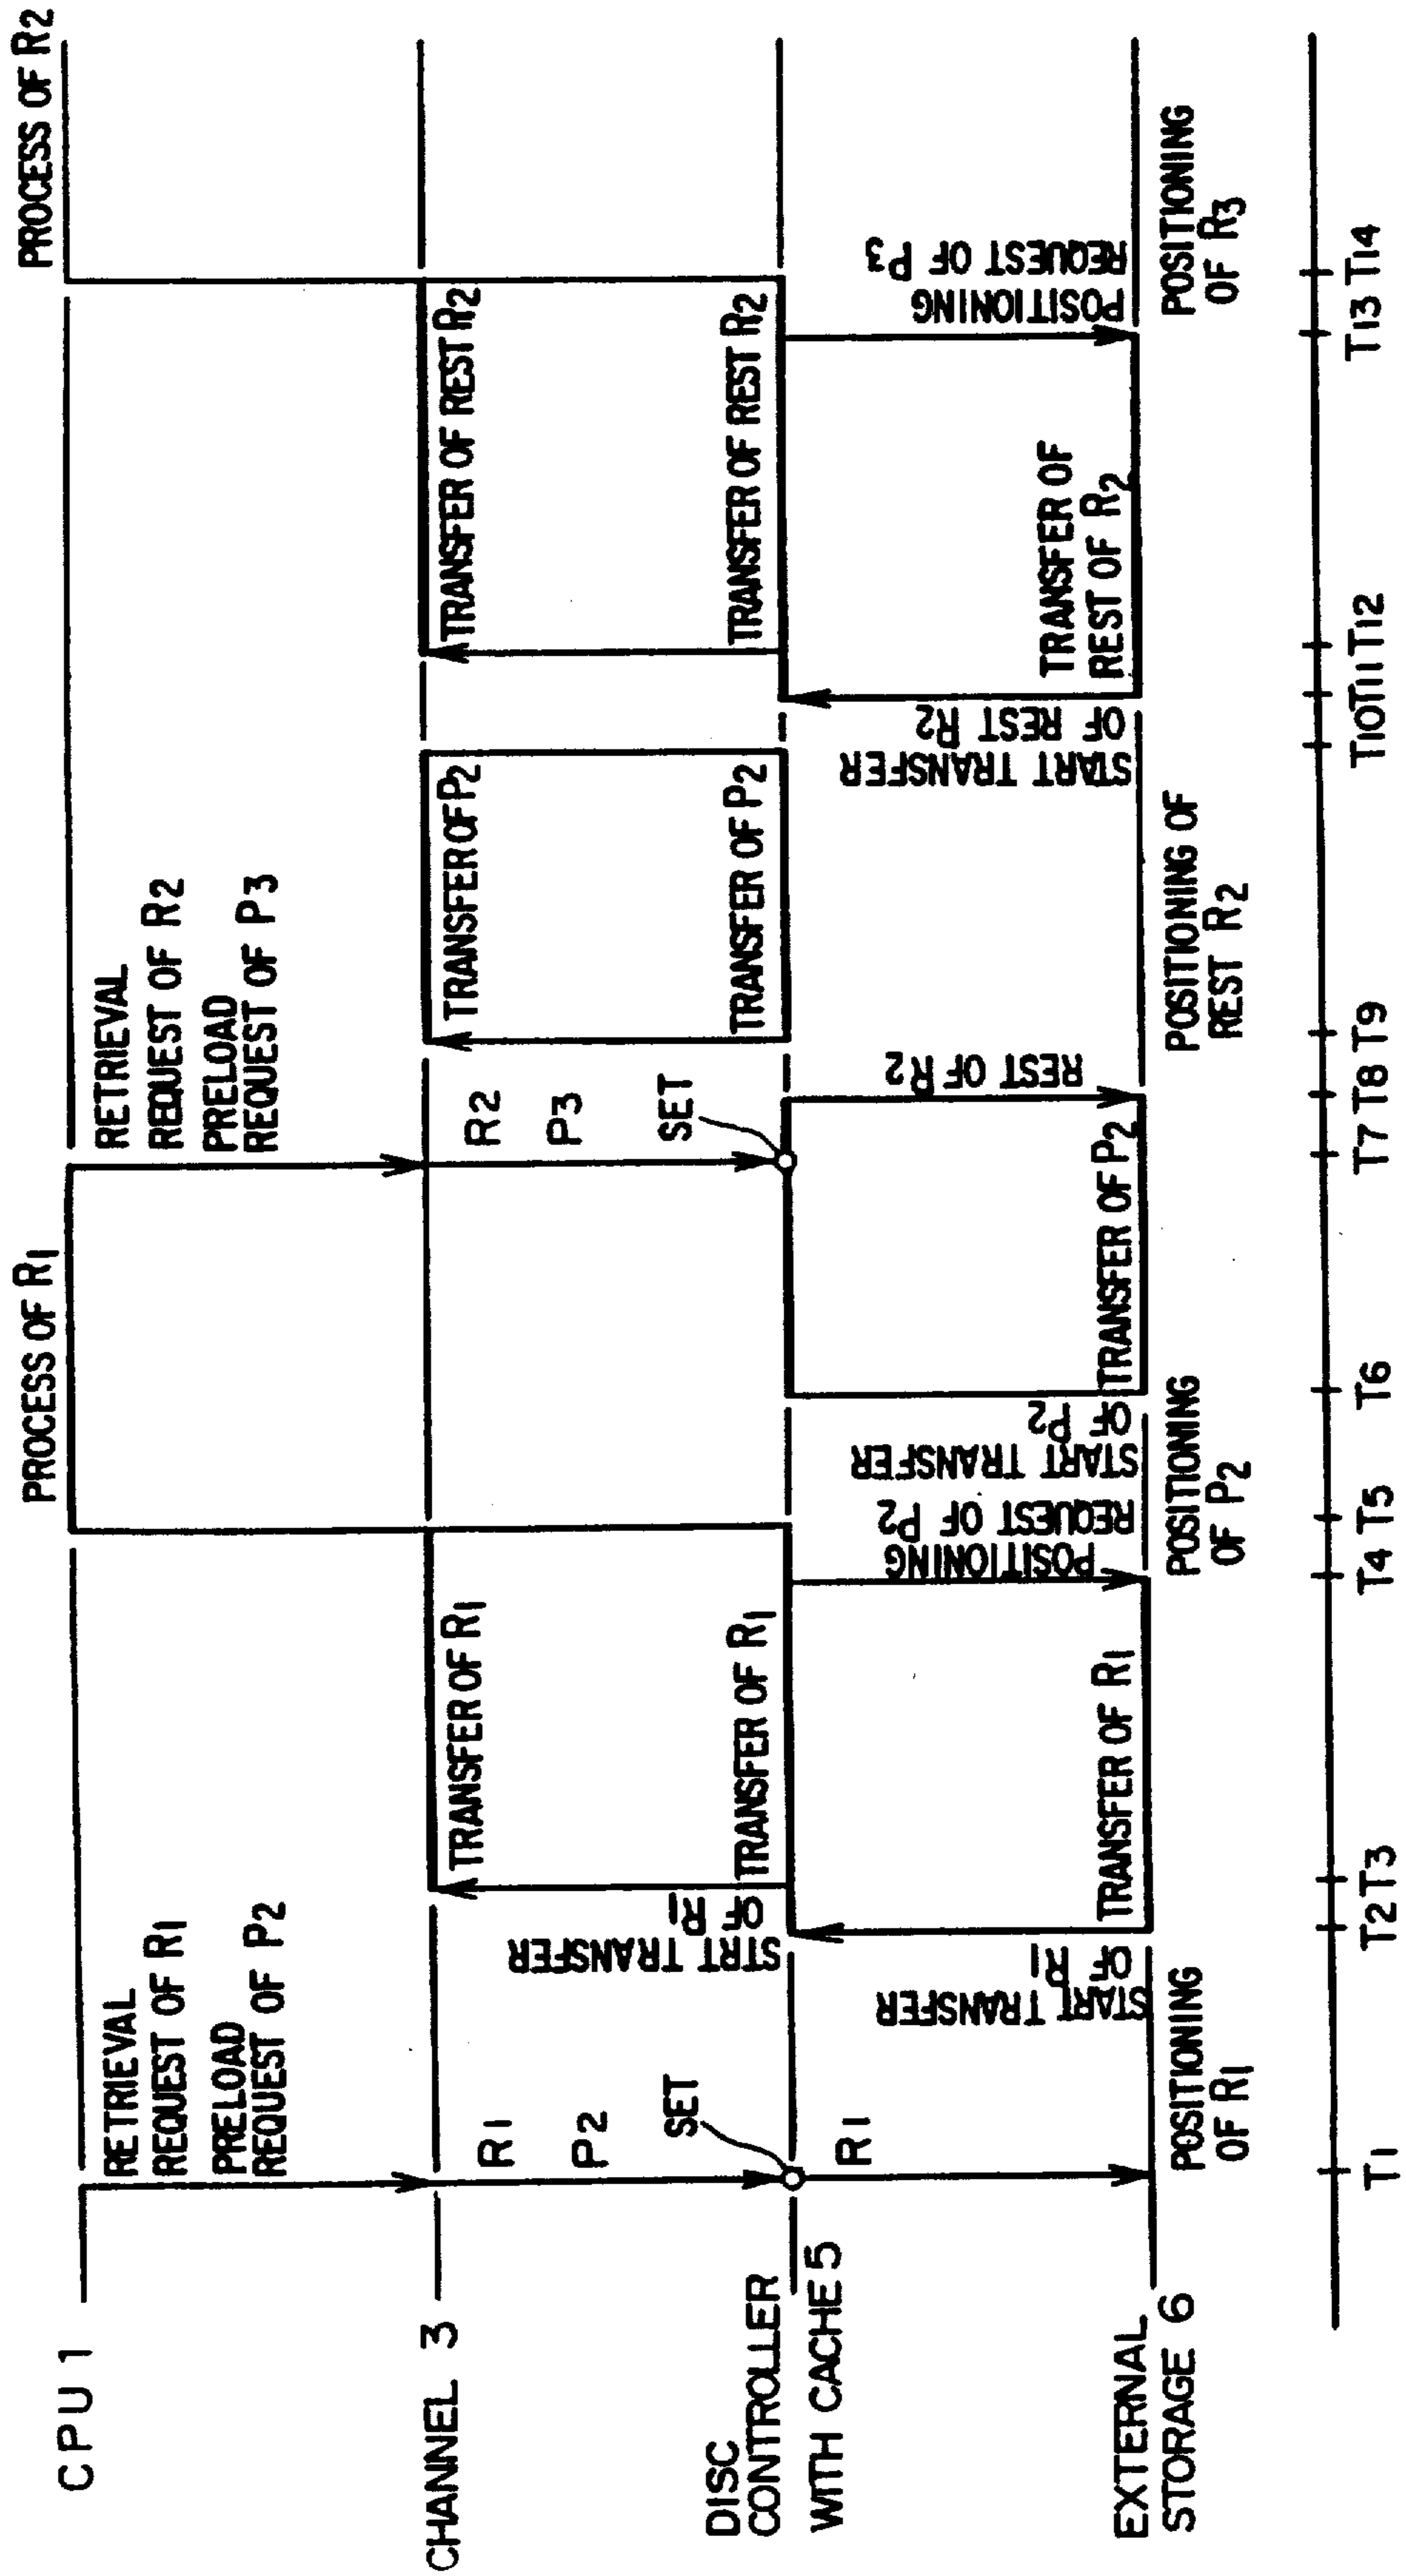 CPU 1
RETRIEVAL
REQUEST OF R1
PRELOAD
REQUEST OF P2
PROCESS OF R1
RETRIEVAL
REQUEST OF R2
PRELOAD
REQUEST OF P3
PROCESS OF R2
CHANNEL 3
R1
P2
SET
STRT TRANSFER
OF R1
TRANSFER OF R1
TRANSFER OF R1
R2
P3
SET
TRANSFER OF P2
TRANSFER OF P2
TRANSFER OF REST R2
TRANSFER OF REST R2
DISC
CONTROLLER
WITH CACHE 5
R1
START TRANSFER
OF R1
TRANSFER OF R1
POSITIONING
REQUEST OF P2
START TRANSFER
OF P2
TRANSFER OF P2
REST OF R2
START TRANSFER
OF REST R2
TRANSFER OF
REST OF R2
POSITIONING
REQUEST OF P3
EXTERNAL
STORAGE 6
POSITIONING
OF R1
POSITIONING
OF P2
POSITIONING OF
REST R2
POSITIONING
OF R3
T1 T2 T3 T4 T5 T6 T7 T8 T9 T10 T11 T12 T13 T14